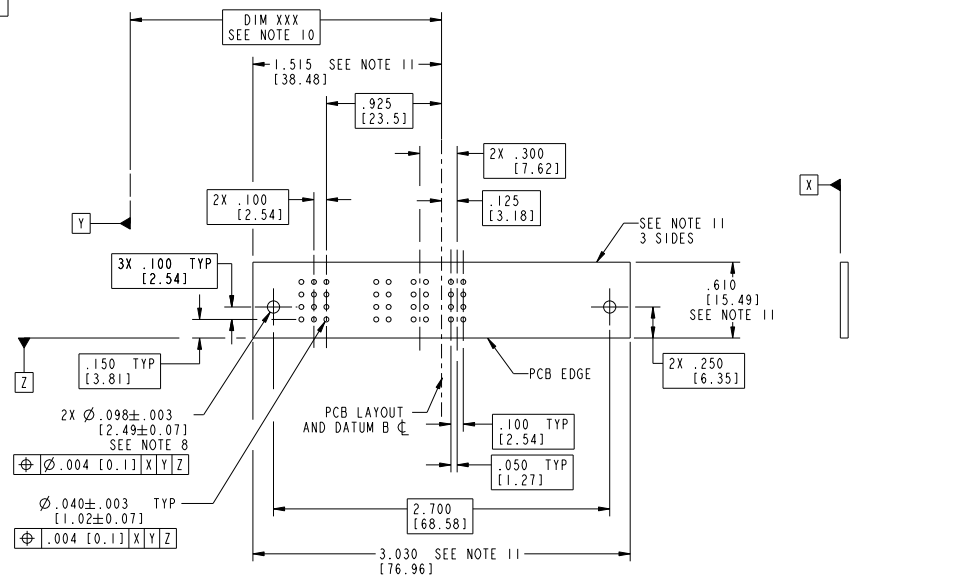 DIM XXX
SEE NOTE 10
1.515 SEE NOTE 11
[38.48]
.925
[23.5]
2X .300
[7.62]
X
2X .100
[2.54]
.125
[3.18]
Y
SEE NOTE 11
3 SIDES
3X .100 TYP
[2.54]
.610
[15.49]
SEE NOTE 11
.150 TYP
[3.81]
Z
PCB EDGE
2X .250
[6.35]
2X Ø.098±.003
[2.49±0.07]
SEE NOTE 8
⌖ Ø.004 [0.1] X Y Z
PCB LAYOUT
AND DATUM B ℄
.100 TYP
[2.54]
.050 TYP
[1.27]
Ø.040±.003 TYP
[1.02±0.07]
⌖ .004 [0.1] X Y Z
2.700
[68.58]
3.030 SEE NOTE 11
[76.96]